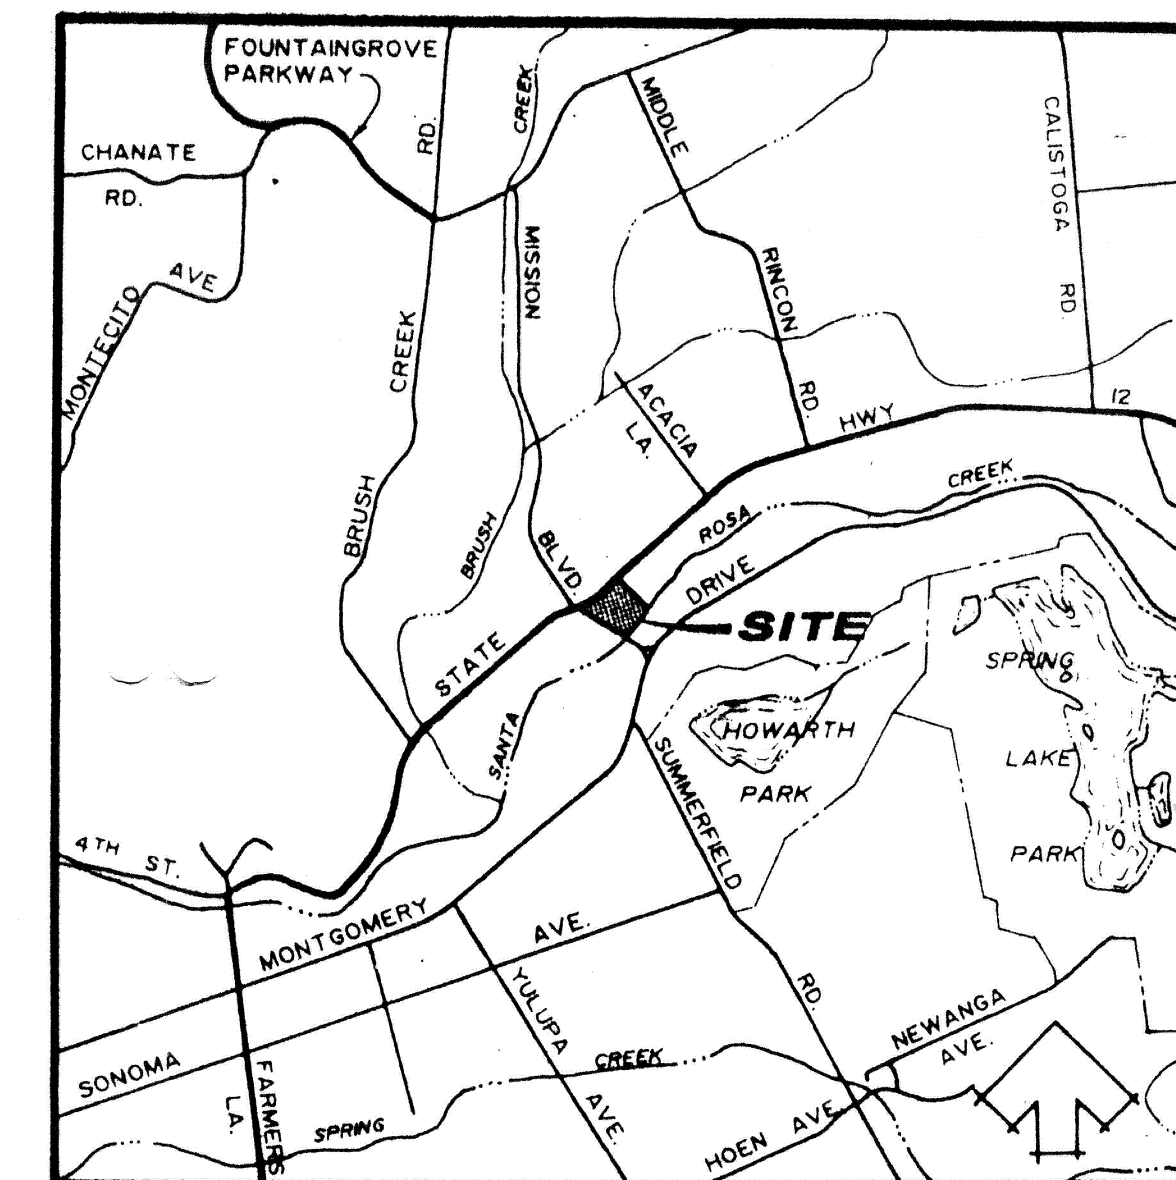 FOUNTAINGROVE
PARKWAY
CREEK
RD.
MIDDLE
CALISTOGA
RD
CHANATE
RD.
MISSION
RINCON
RD.
AVE
MONTECITO
CREEK
ACACIA
LA.
HWY
12
BRUSH
BRUSH
BLVD.
ROSA
CREEK
DRIVE
SITE
STATE
SANTA
SPRING
LAKE
PARK
HOWARTH
PARK
SUMMERFIELD
RD.
4TH ST.
MONTGOMERY
AVE.
YULUPA
AVE.
SONOMA
FARMERS
LA.
SPRING
CREEK
NEWANGA
AVE.
HOEN AVE.